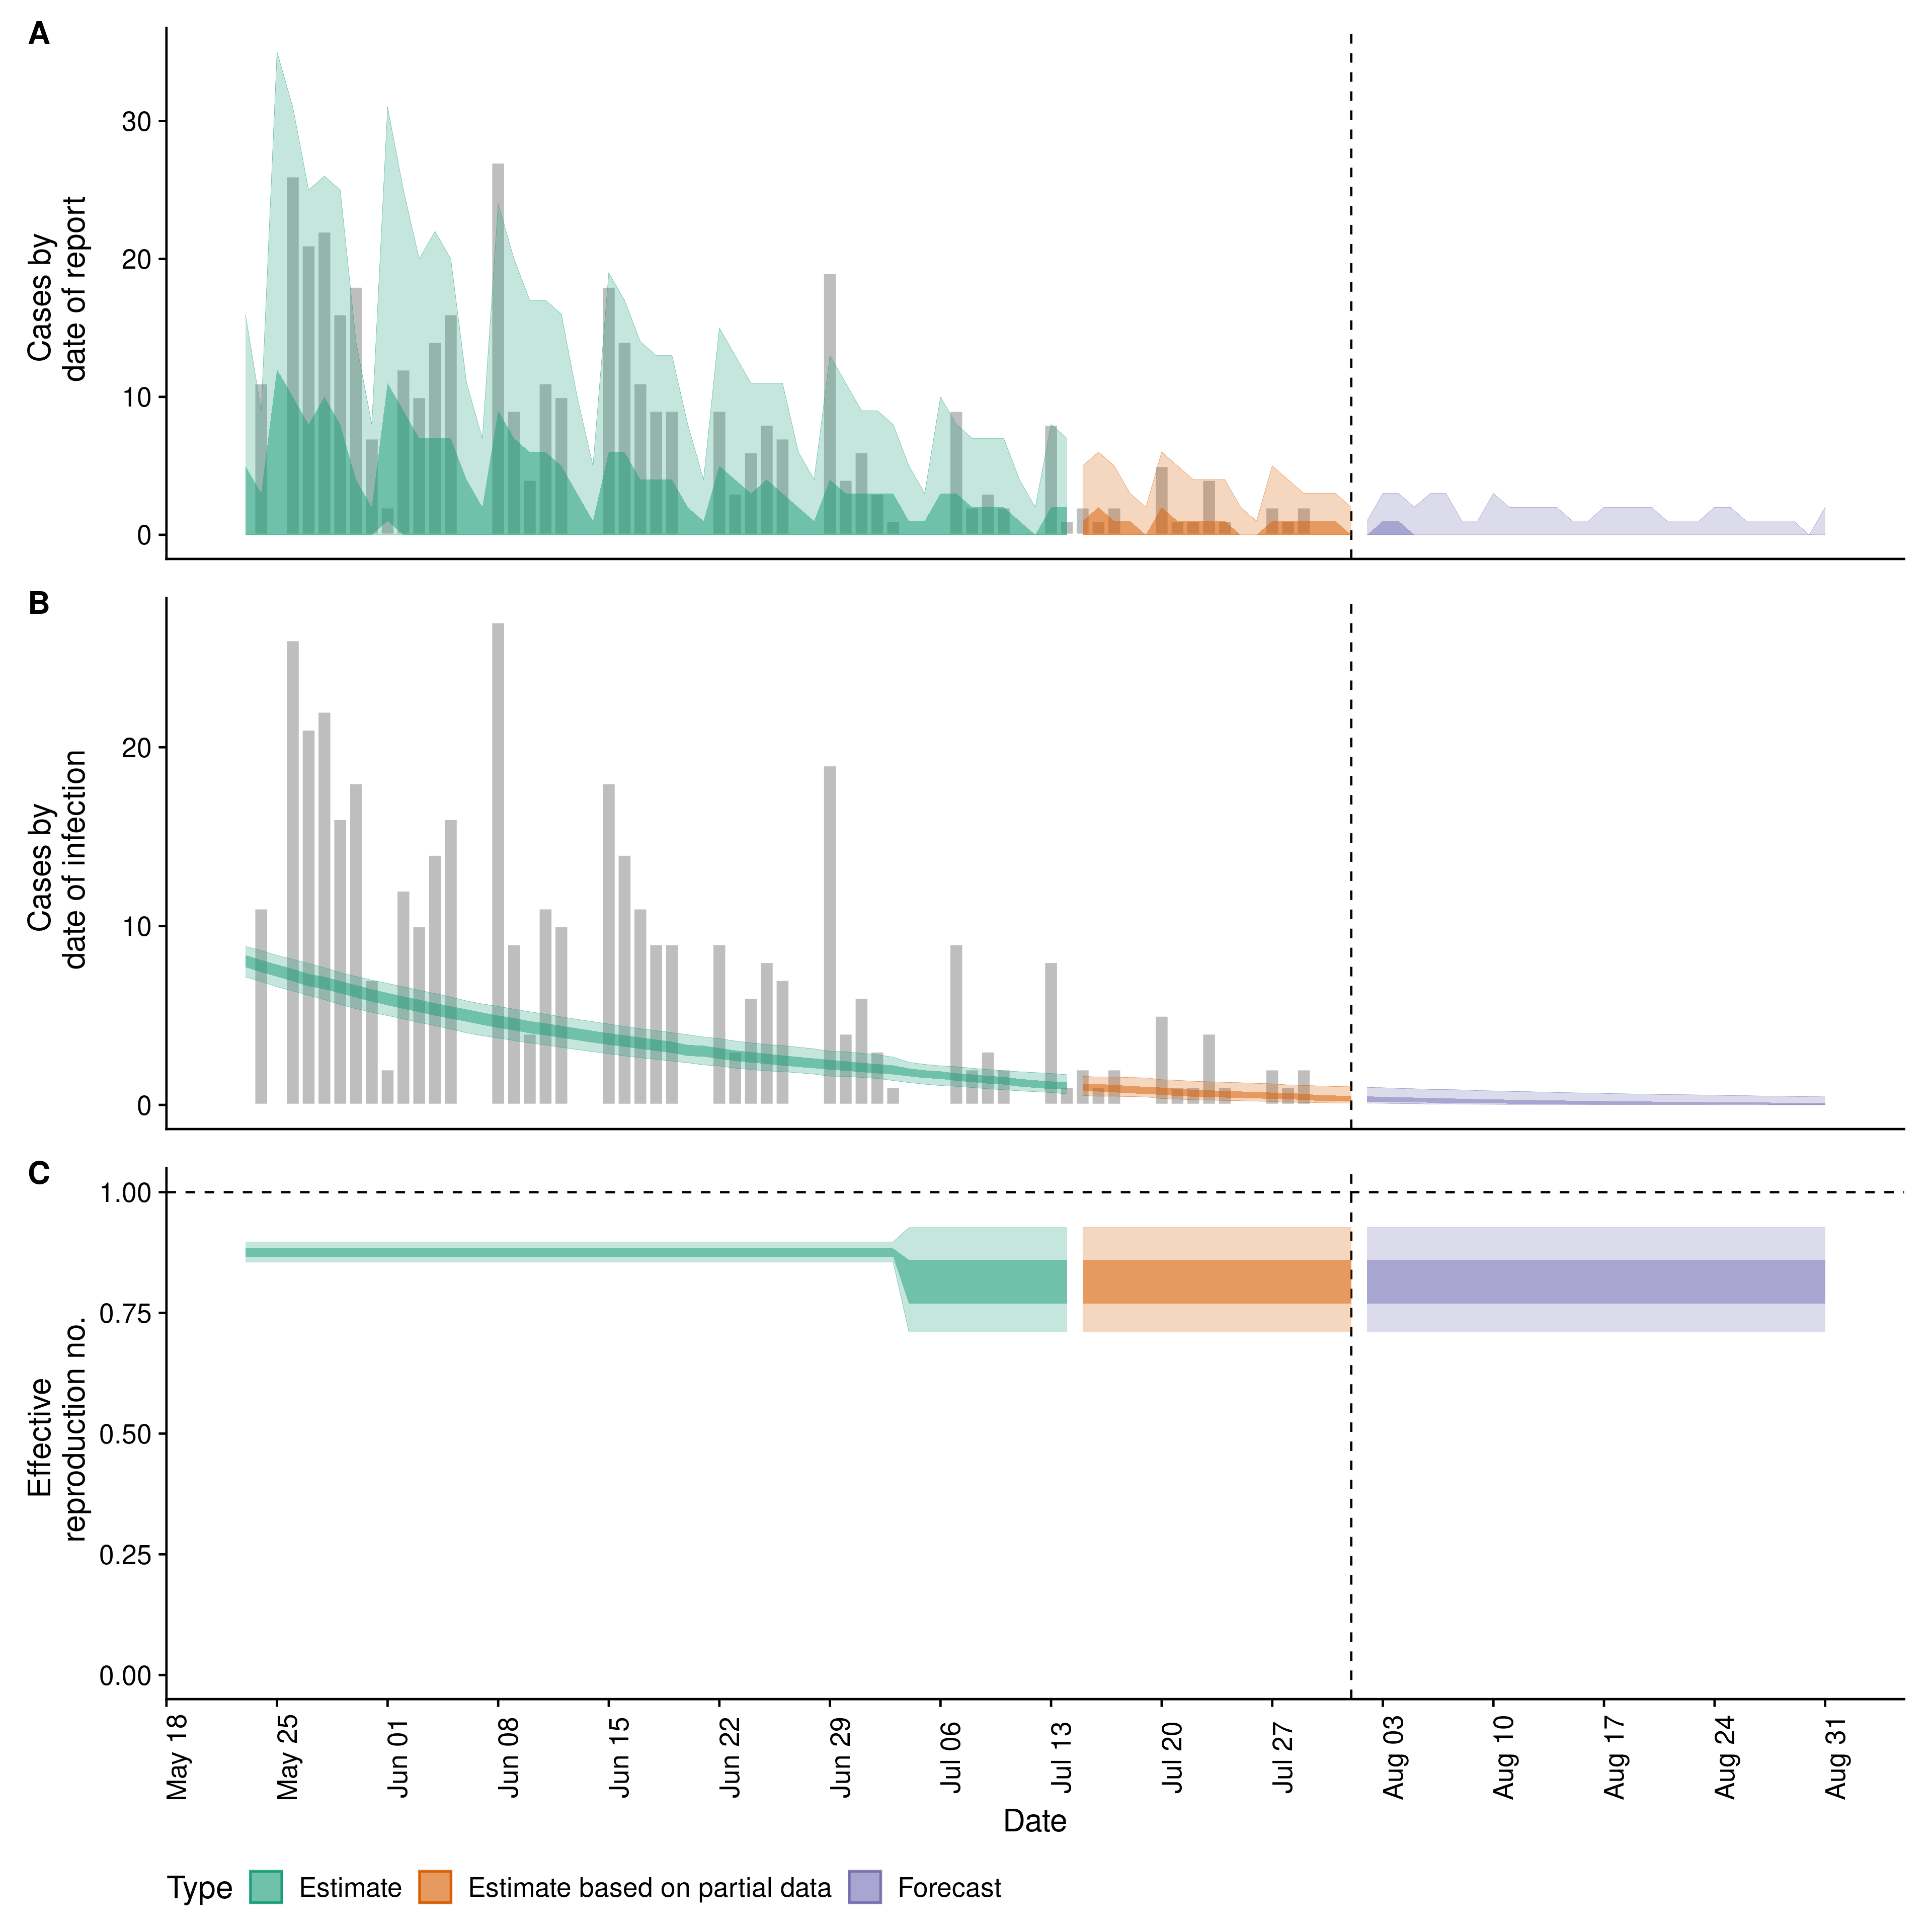 A
Cases by
date of report
30
20
10
0
B
Cases by
date of infection
20
10
0
C
Effective
reproduction no.
1.00
0.75
0.50
0.25
0.00
May 18
May 25
Jun 01
Jun 08
Jun 15
Jun 22
Jun 29
Jul 06
Jul 13
Jul 20
Jul 27
Aug 03
Aug 10
Aug 17
Aug 24
Aug 31
Date
Type Estimate Estimate based on partial data Forecast